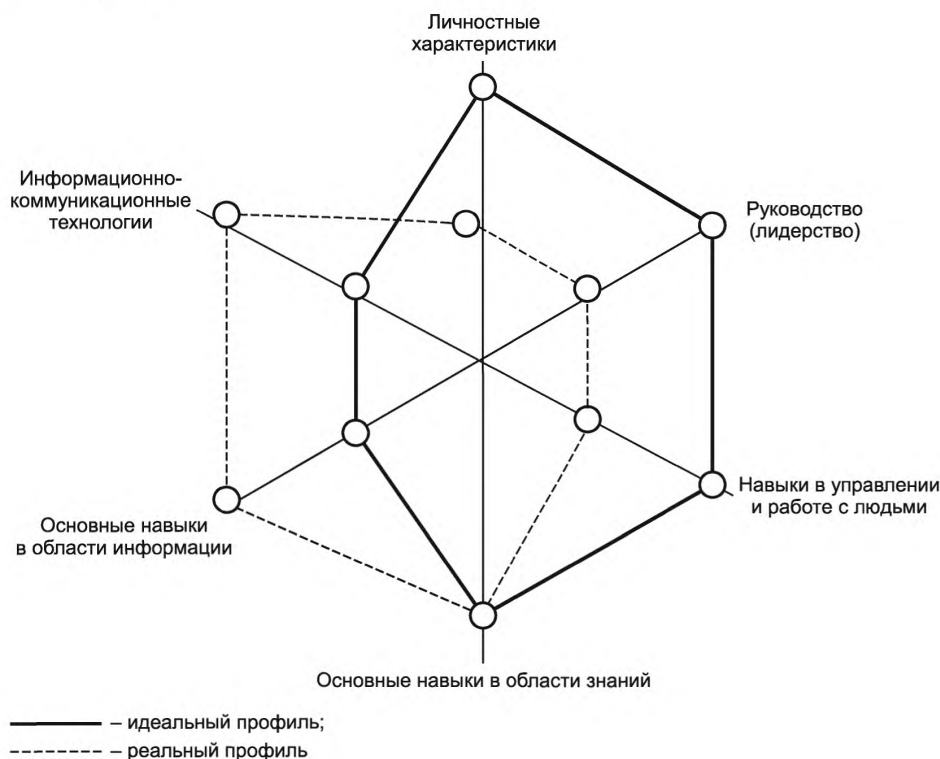 Личностные
характеристики
Информационно-
коммуникационные
технологии
Руководство
(лидерство)
Навыки в управлении
и работе с людьми
Основные навыки
в области информации
Основные навыки в области знаний
– идеальный профиль;
– реальный профиль